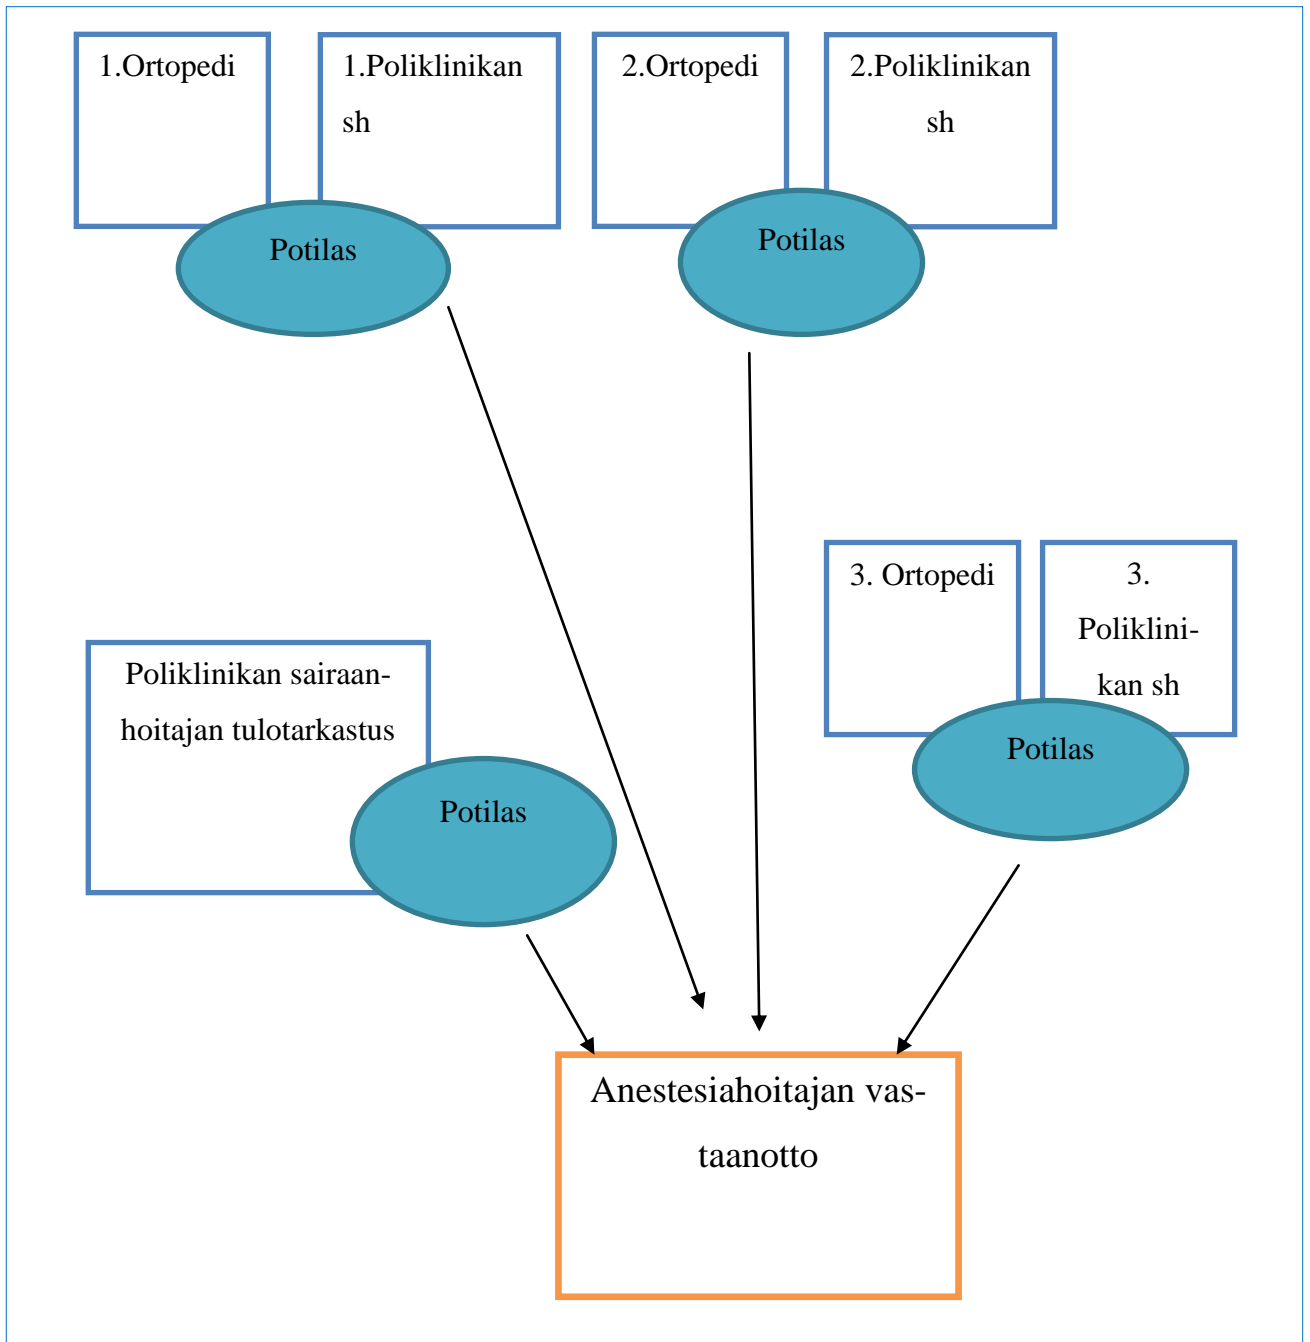 1.Ortopedi
1.Poliklinikan
sh
2.Ortopedi
2.Poliklinikan
sh
Potilas
Potilas
3. Ortopedi
3.
Poliklini-
kan sh
Potilas
Poliklinikan sairaan-
hoitajan tulotarkastus
Potilas
Anestesiahoitajan vas-
taanotto